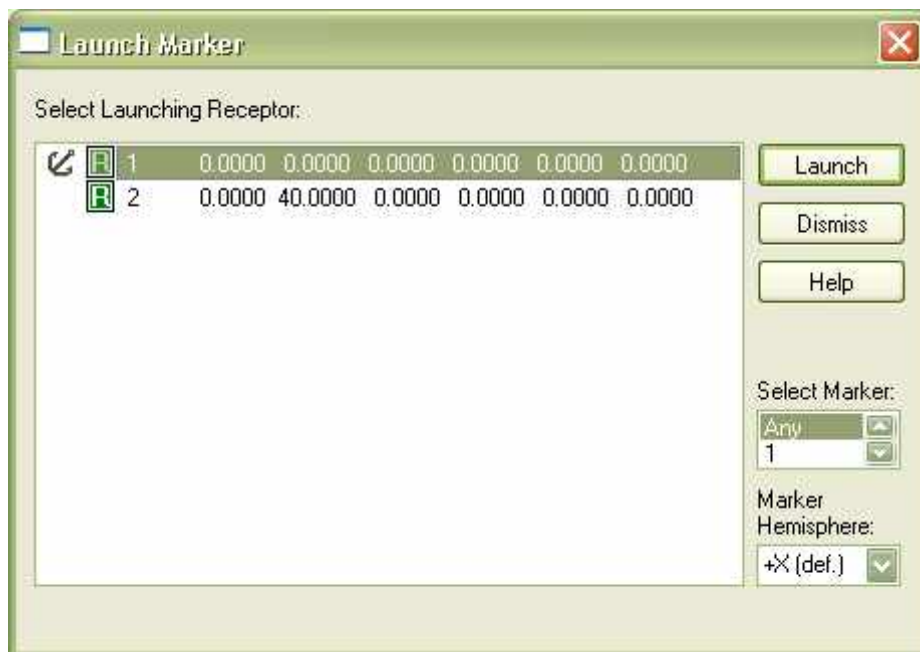 Launch Marker
Select Launching Receptor:
R 1 0.0000 0.0000 0.0000 0.0000 0.0000 0.0000
R 2 0.0000 40.0000 0.0000 0.0000 0.0000 0.0000
Launch
Dismiss
Help
Select Marker:
Any
1
Marker
Hemisphere:
+X (def.)